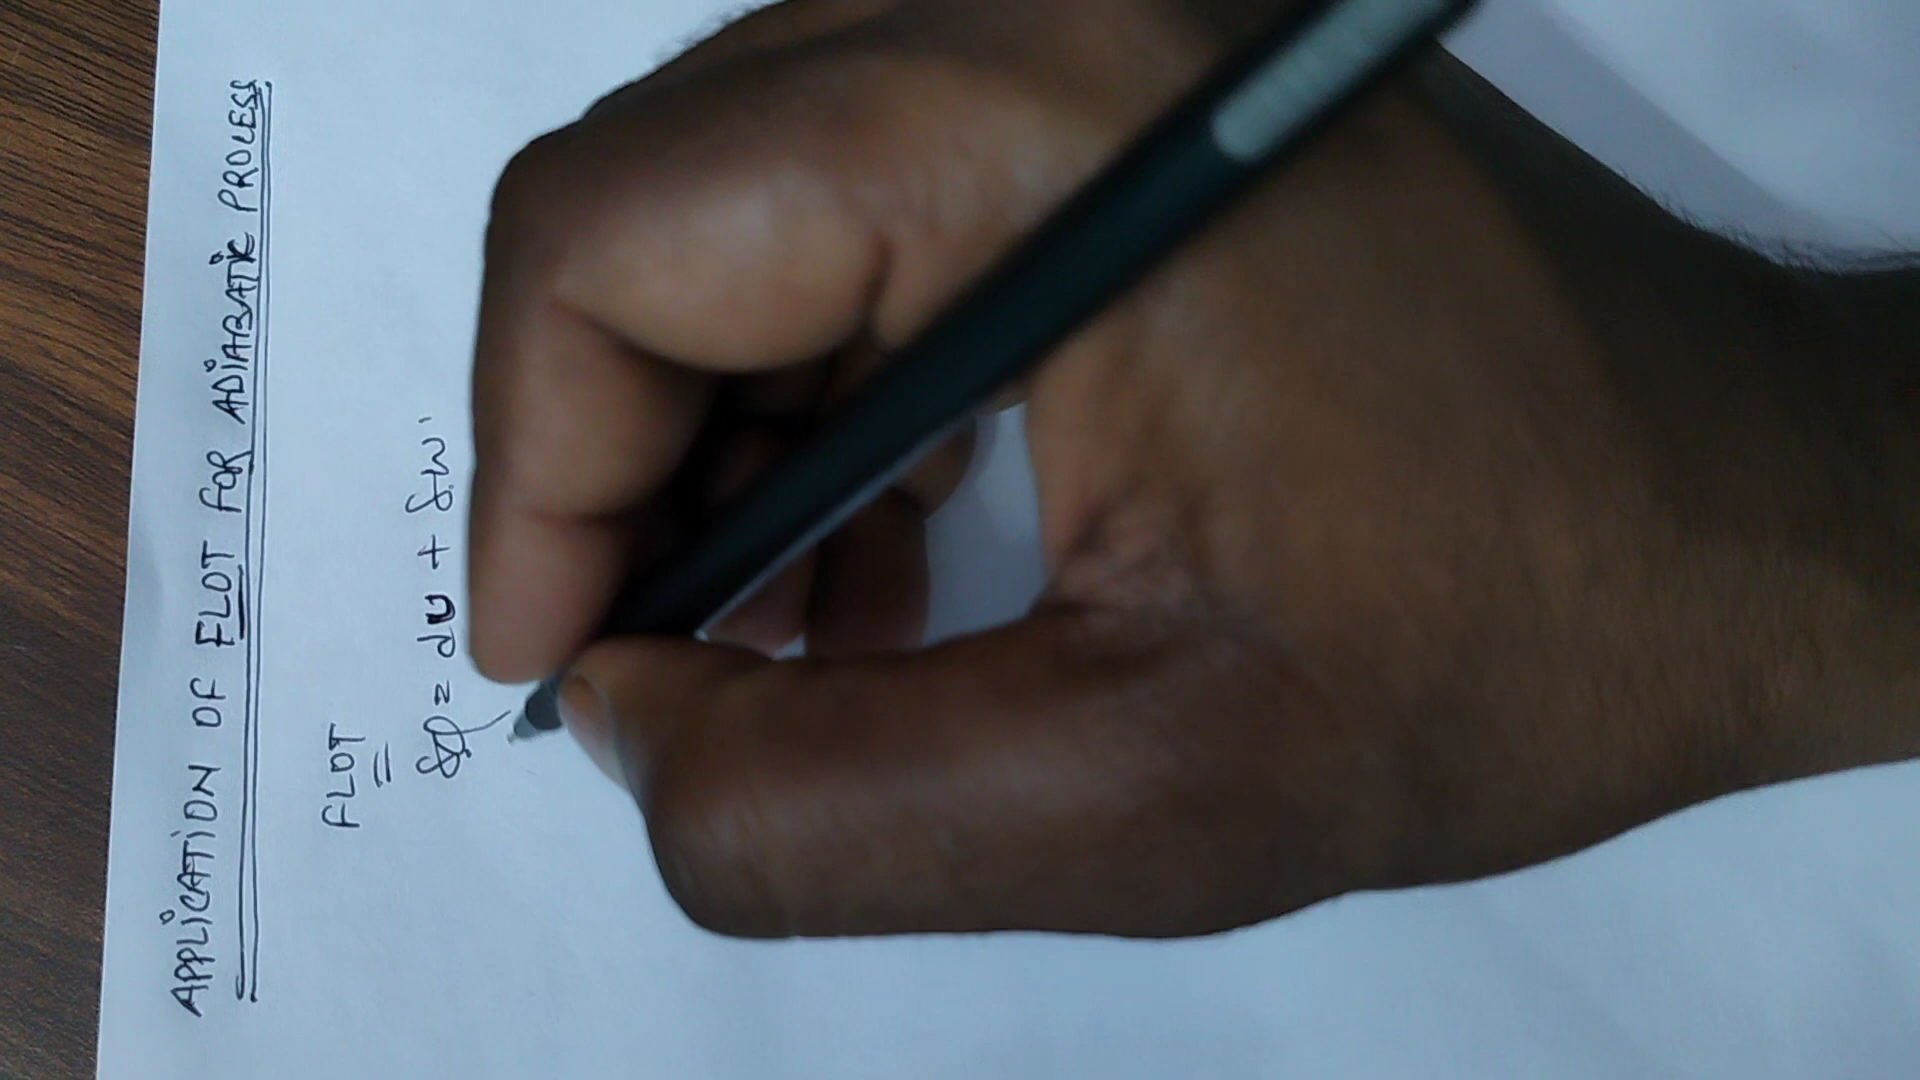 APPLICATION OF FLOT FOR ADIABATIC PROCESS
FLOT
δQ = dU + δW